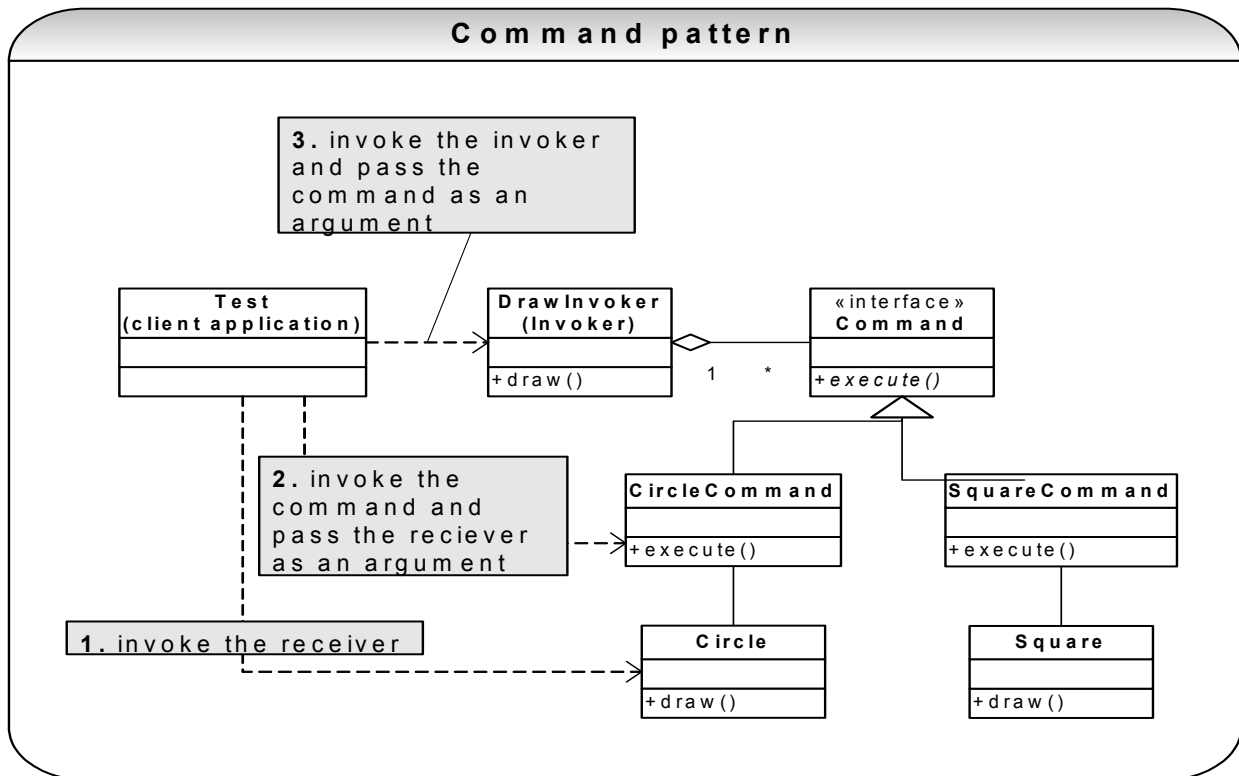 Command pattern
3. invoke the invoker
and pass the
command as an
argument
Test
(client application)
DrawInvoker
(Invoker)
+draw()
1
*
«interface»
Command
+execute()
2. invoke the
command and
pass the reciever
as an argument
CircleCommand
+execute()
SquareCommand
+execute()
1. invoke the receiver
Circle
+draw()
Square
+draw()